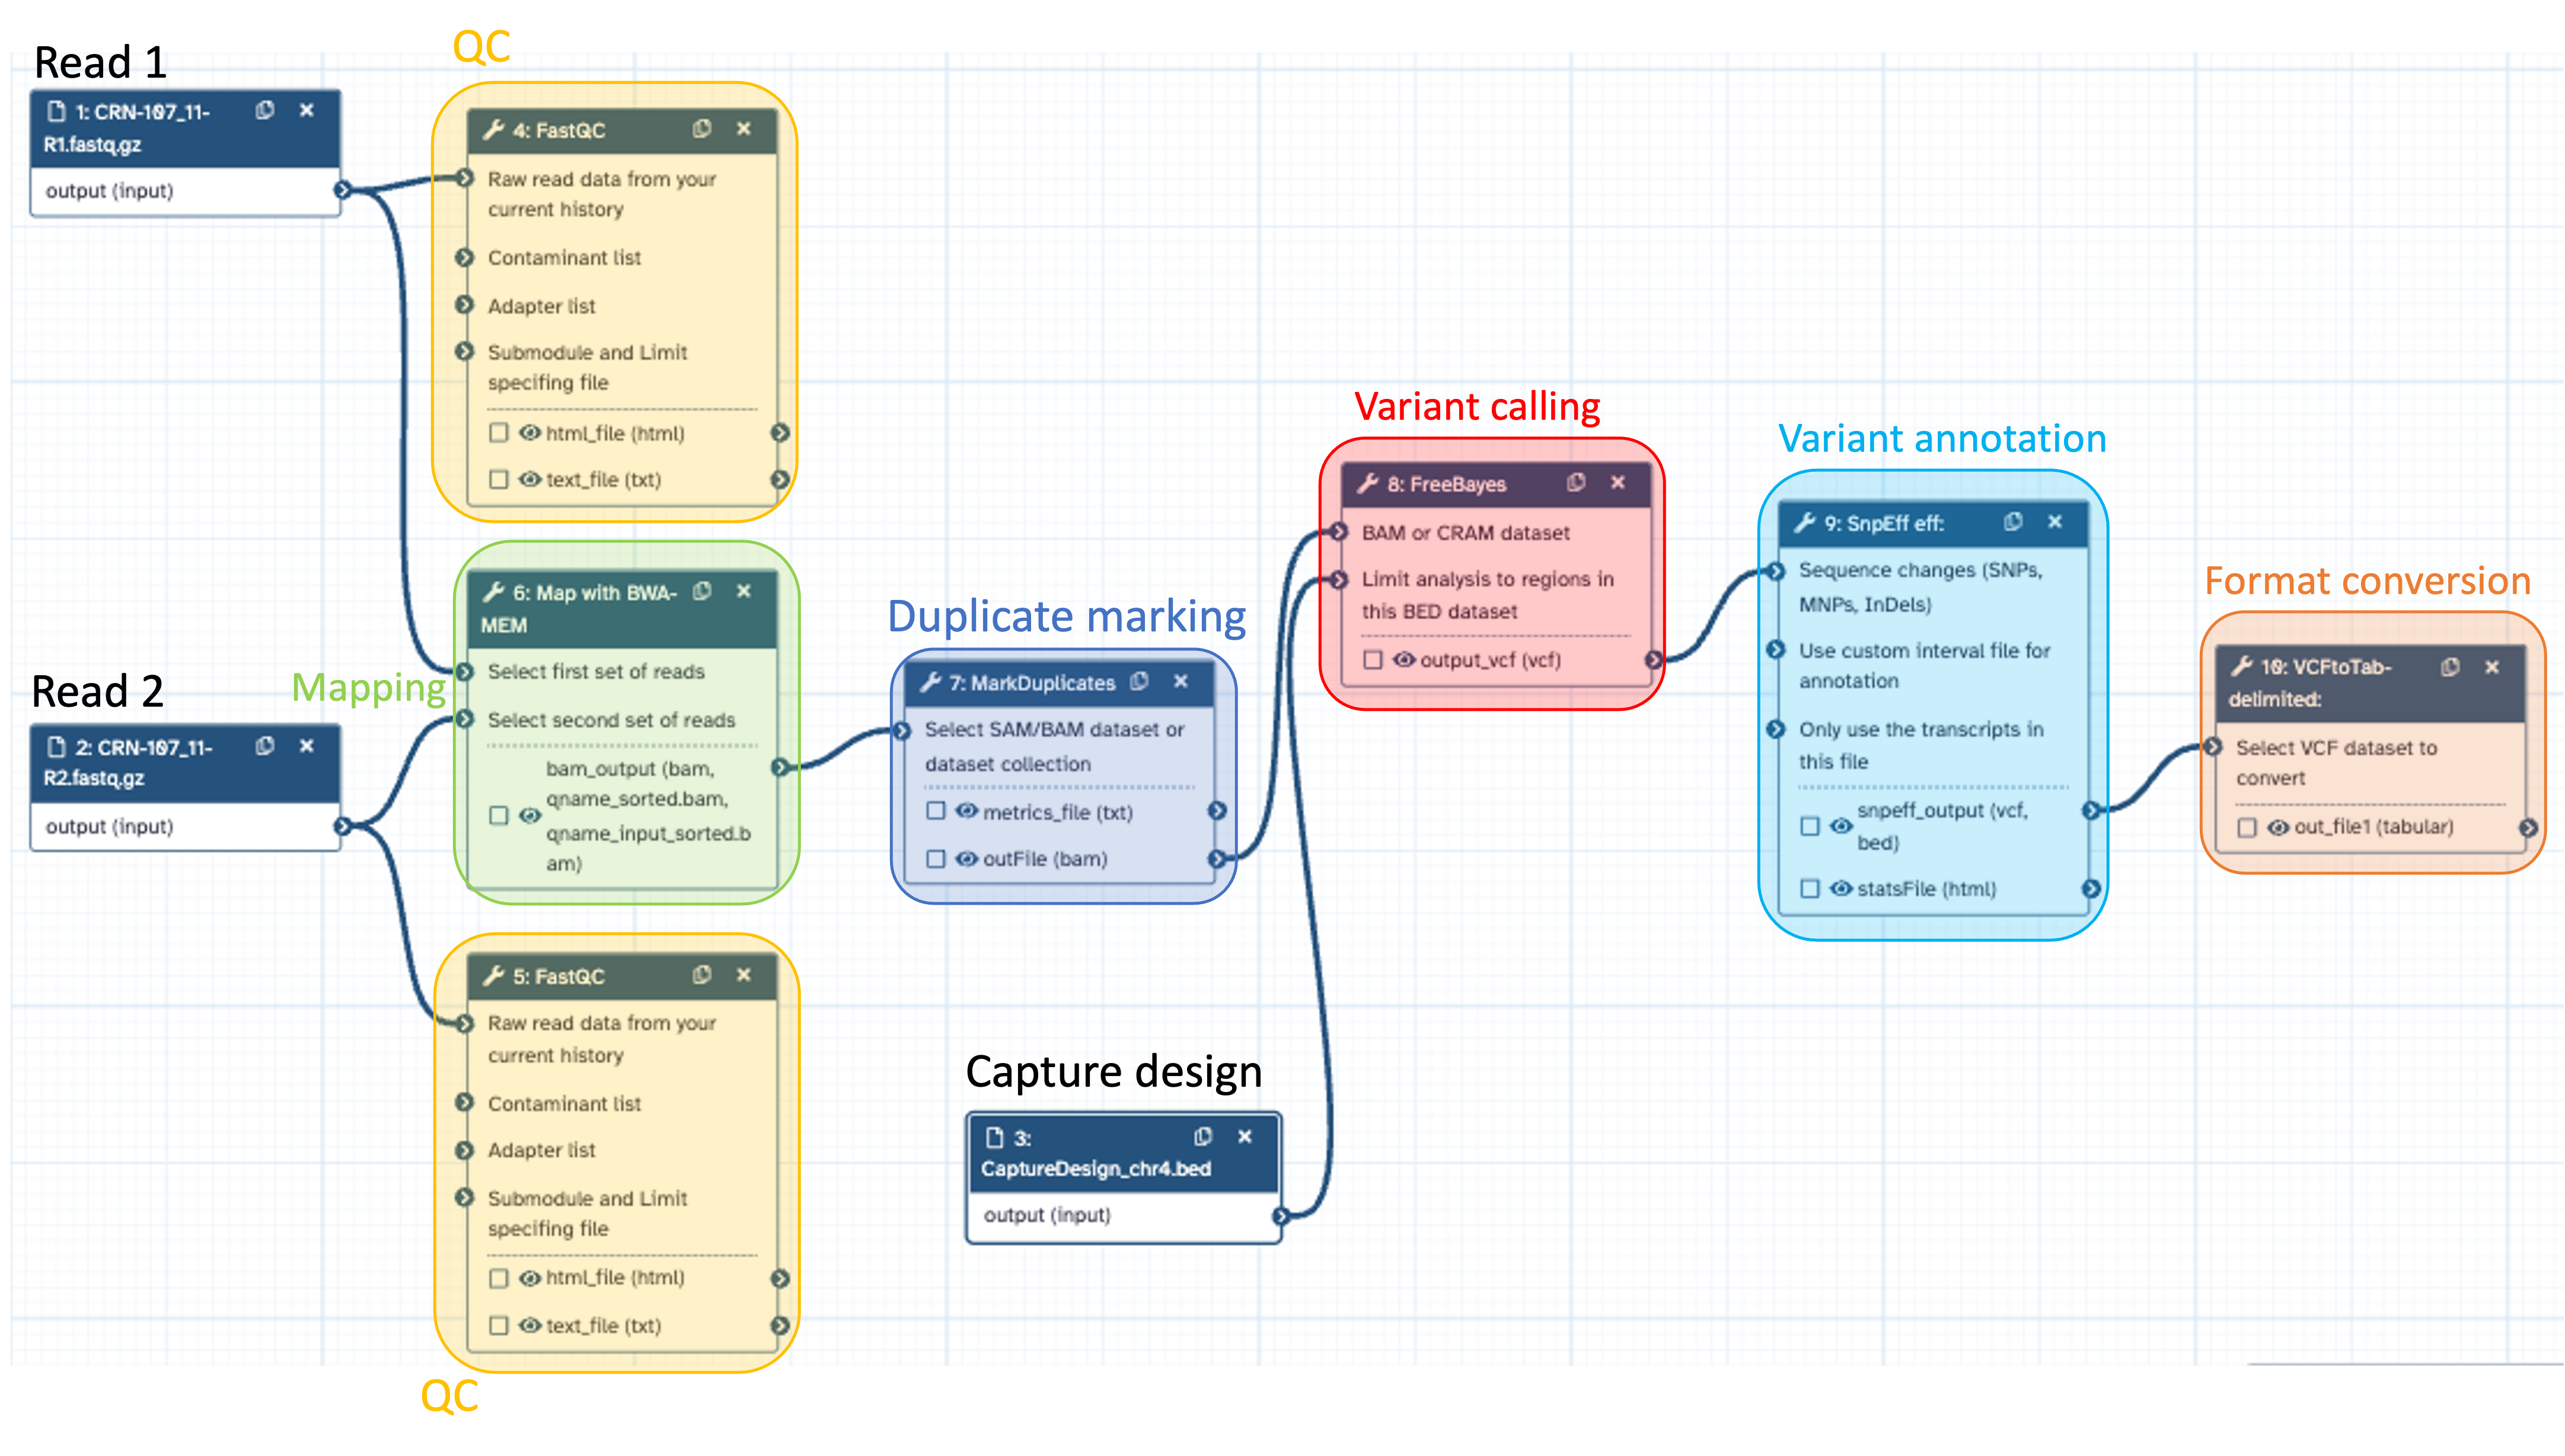 Read 1
1: CRN-107_11-
R1.fastq.gz
output (input)
QC
4: FastQC
Raw read data from your
current history
Contaminant list
Adapter list
Submodule and Limit
specifing file
html_file (html)
text_file (txt)
Mapping
6: Map with BWA-
MEM
Select first set of reads
Select second set of reads
bam_output (bam,
qname_sorted.bam,
qname_input_sorted.b
am)
Read 2
2: CRN-107_11-
R2.fastq.gz
output (input)
5: FastQC
Raw read data from your
current history
Contaminant list
Adapter list
Submodule and Limit
specifing file
html_file (html)
text_file (txt)
QC
Duplicate marking
7: MarkDuplicates
Select SAM/BAM dataset or
dataset collection
metrics_file (txt)
outFile (bam)
Capture design
3:
CaptureDesign_chr4.bed
output (input)
Variant calling
8: FreeBayes
BAM or CRAM dataset
Limit analysis to regions in
this BED dataset
output_vcf (vcf)
Variant annotation
9: SnpEff eff:
Sequence changes (SNPs,
MNPs, InDels)
Use custom interval file for
annotation
Only use the transcripts in
this file
snpeff_output (vcf,
bed)
statsFile (html)
Format conversion
10: VCFtoTab-
delimited:
Select VCF dataset to
convert
out_file1 (tabular)